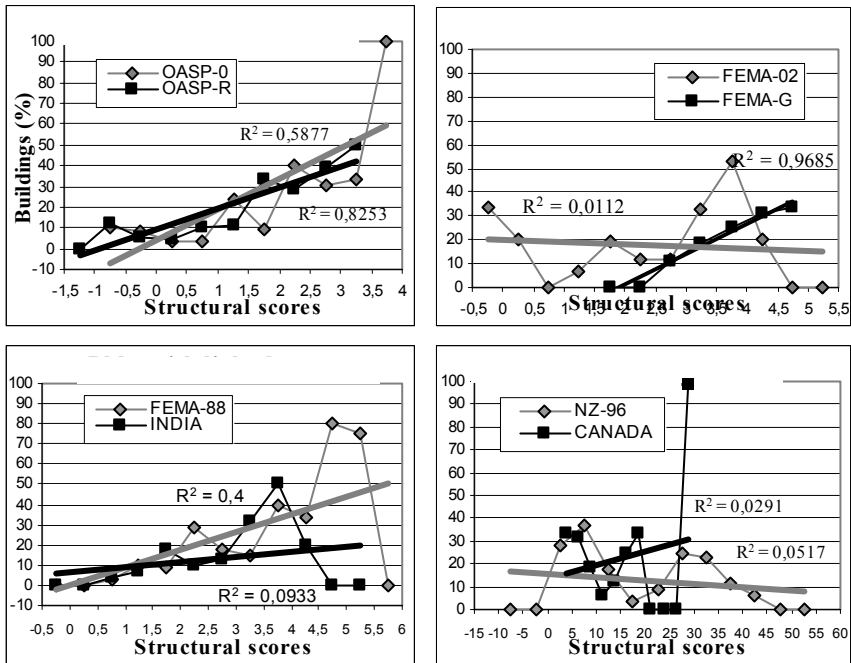 100
90
80
70
60
50
40
30
20
10
0
-10
Buildings (%)
OASP-0
OASP-R
R² = 0,5877
R² = 0,8253
-1,5 -1 -0,5 0 0,5 1 1,5 2 2,5 3 3,5 4
Structural scores
100
90
80
70
60
50
40
30
20
10
0
FEMA-02
FEMA-G
R² = 0,9685
R² = 0,0112
-0,5 0 0,5 1 1,5 2 2,5 3 3,5 4 4,5 5 5,5
Structural scores
100
90
80
70
60
50
40
30
20
10
0
-10
FEMA-88
INDIA
R² = 0,4
R² = 0,0933
-0,5 0 0,5 1 1,5 2 2,5 3 3,5 4 4,5 5 5,5 6
Structural scores
100
90
80
70
60
50
40
30
20
10
0
NZ-96
CANADA
R² = 0,0291
R² = 0,0517
-15 -10 -5 0 5 10 15 20 25 30 35 40 45 50 55 60
Structural scores